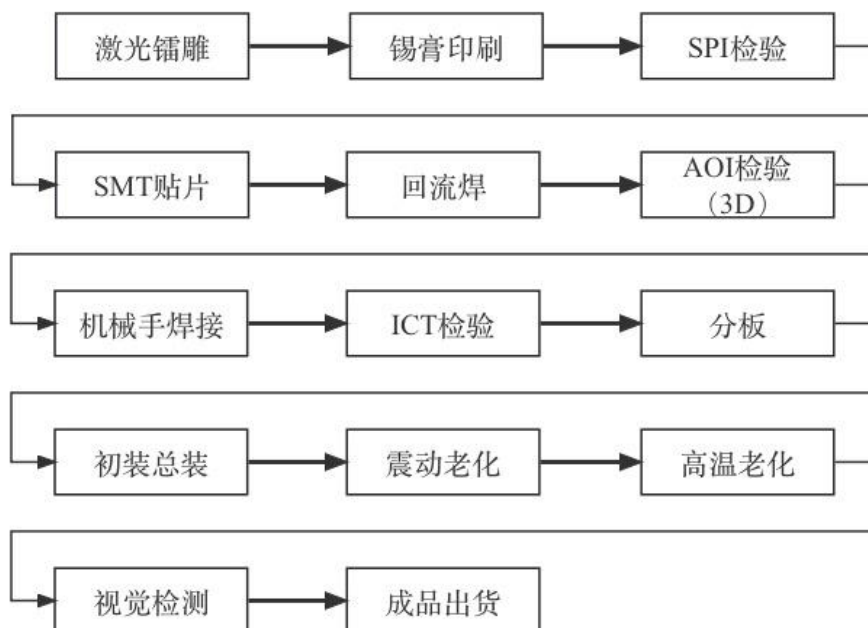 激光镭雕
锡膏印刷
SPI检验
SMT贴片
回流焊
AOI检验
（3D）
机械手焊接
ICT检验
分板
初装总装
震动老化
高温老化
视觉检测
成品出货